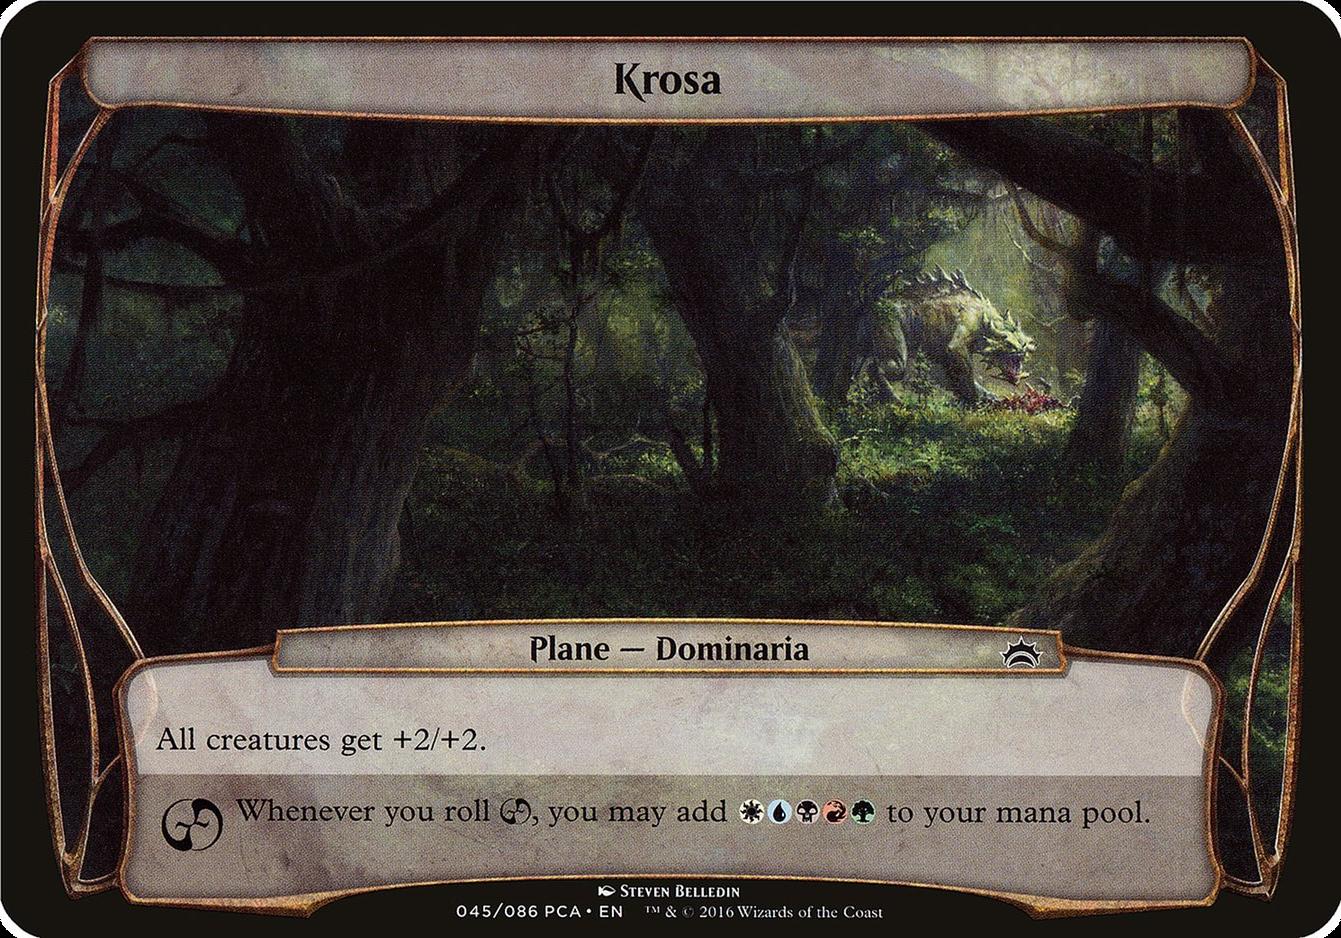 Krosa
Plane — Dominaria
All creatures get +2/+2.
Whenever you roll , you may add to your mana pool.
Steven Belledin
045/086 PCA • EN ™ & © 2016 Wizards of the Coast